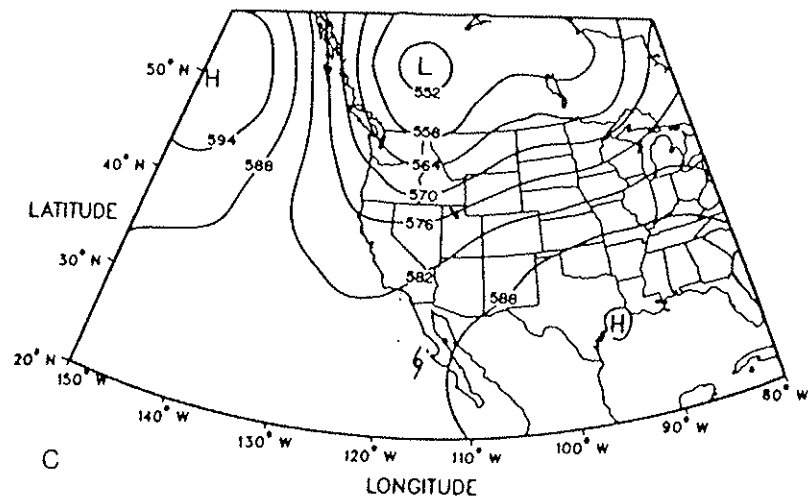 50° N
H
L
552
594
558
40° N
588
564
570
LATITUDE
576
30° N
582
588
H
20° N
150° W
80° W
140° W
90° W
130° W
100° W
120° W
110° W
C
LONGITUDE